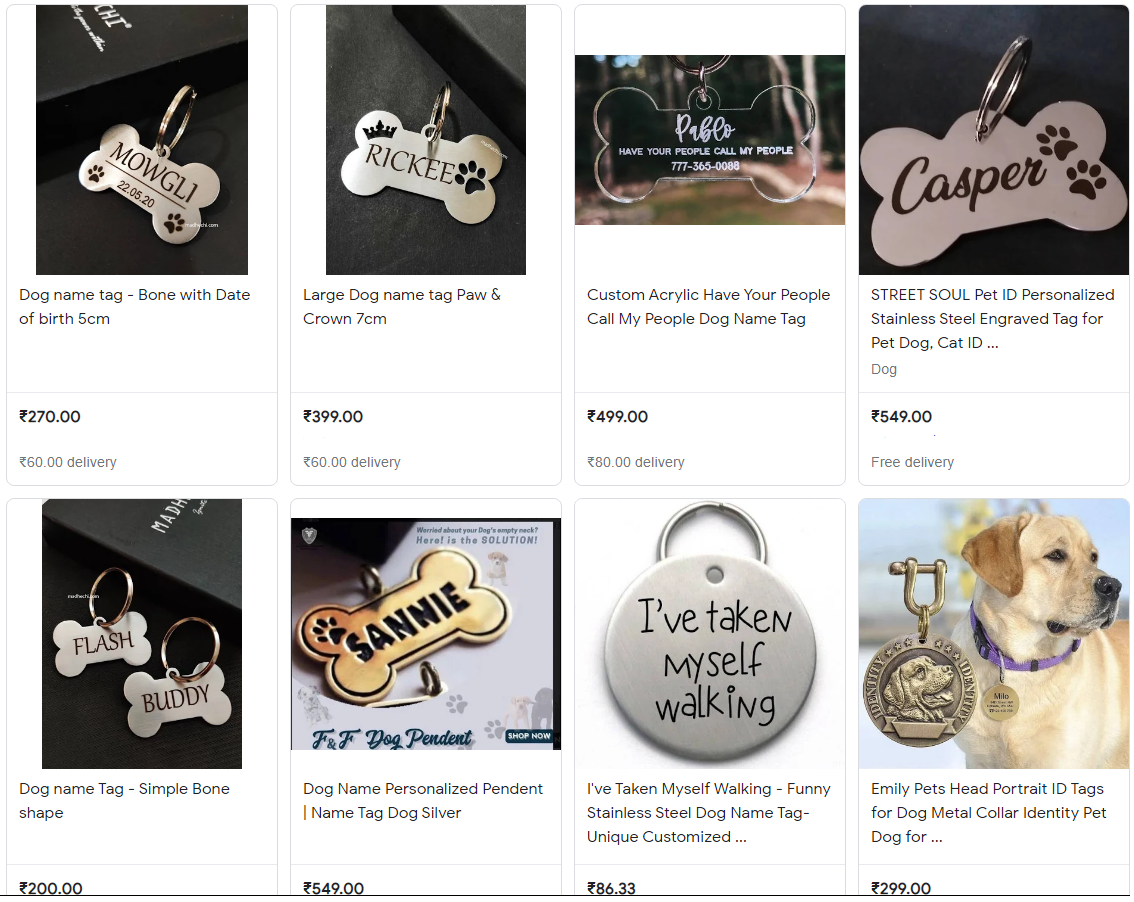 MOWGLI
22.05.20
madhechi.com
Dog name tag - Bone with Date
of birth 5cm
₹270.00
₹60.00 delivery
RICKEE
Large Dog name tag Paw &
Crown 7cm
₹399.00
₹60.00 delivery
Pablo
HAVE YOUR PEOPLE CALL MY PEOPLE
777-365-0088
Custom Acrylic Have Your People
Call My People Dog Name Tag
₹499.00
₹80.00 delivery
Casper
STREET SOUL Pet ID Personalized
Stainless Steel Engraved Tag for
Pet Dog, Cat ID ...
Dog
₹549.00
Free delivery
MADH
madhechi.com
FLASH
BUDDY
Dog name Tag - Simple Bone
shape
₹200.00
Worried about your Dog's empty neck?
Here! is the SOLUTION!
SANNIE
F&F Dog Pendent
SHOP NOW
Dog Name Personalized Pendent
| Name Tag Dog Silver
₹549.00
I've taken
myself
walking
I've Taken Myself Walking - Funny
Stainless Steel Dog Name Tag-
Unique Customized ...
₹86.33
IDENTITY
IDENTITY
Milo
Emily Pets Head Portrait ID Tags
for Dog Metal Collar Identity Pet
Dog for ...
₹299.00